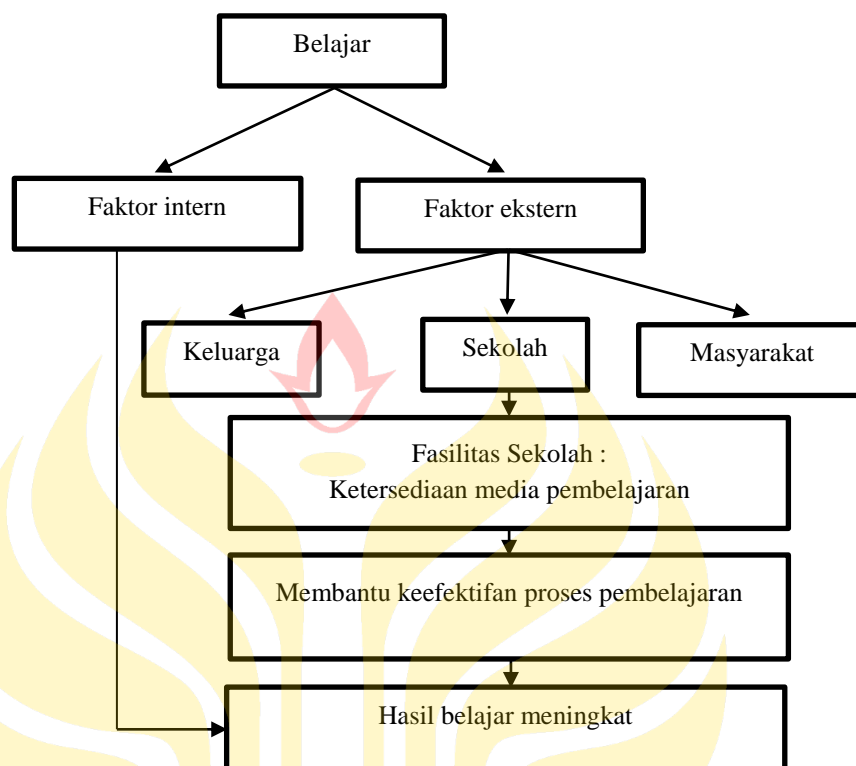 Belajar
Faktor intern
Faktor ekstern
Keluarga
Sekolah
Masyarakat
Fasilitas Sekolah :
Ketersediaan media pembelajaran
Membantu keefektifan proses pembelajaran
Hasil belajar meningkat